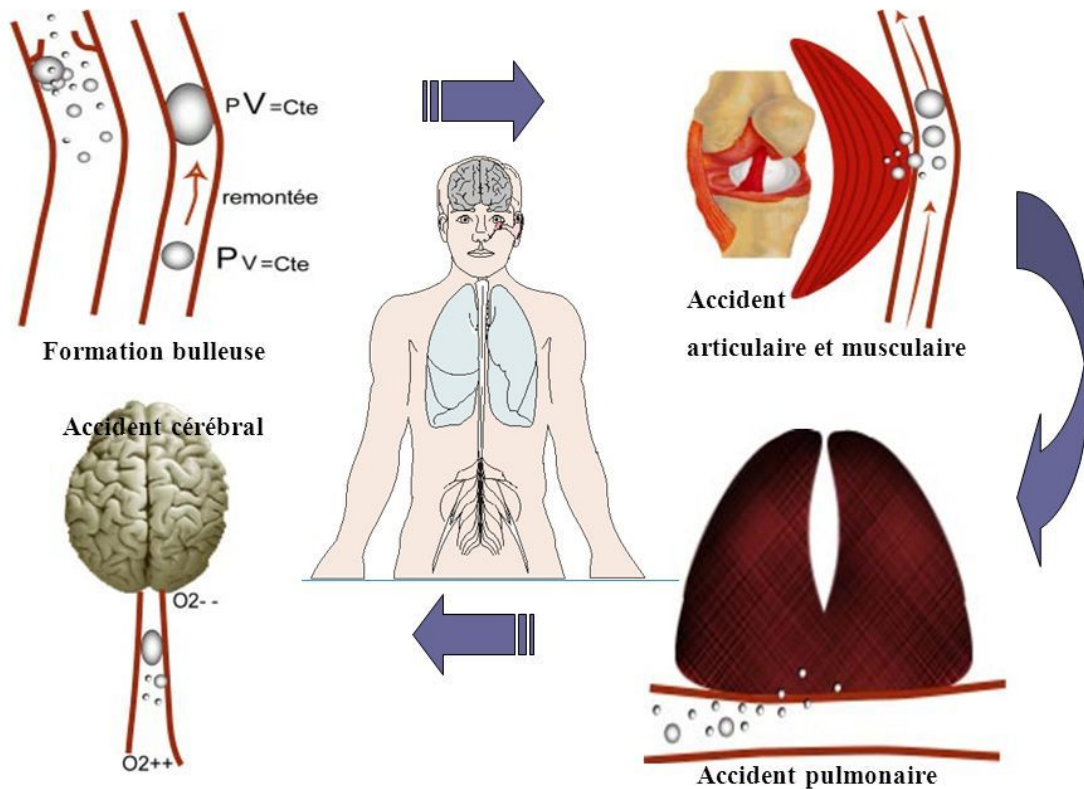 PV=Cte
remontée
PV=Cte
Formation bulleuse
Accident
articulaire et musculaire
Accident cérébral
O2- -
O2++
Accident pulmonaire